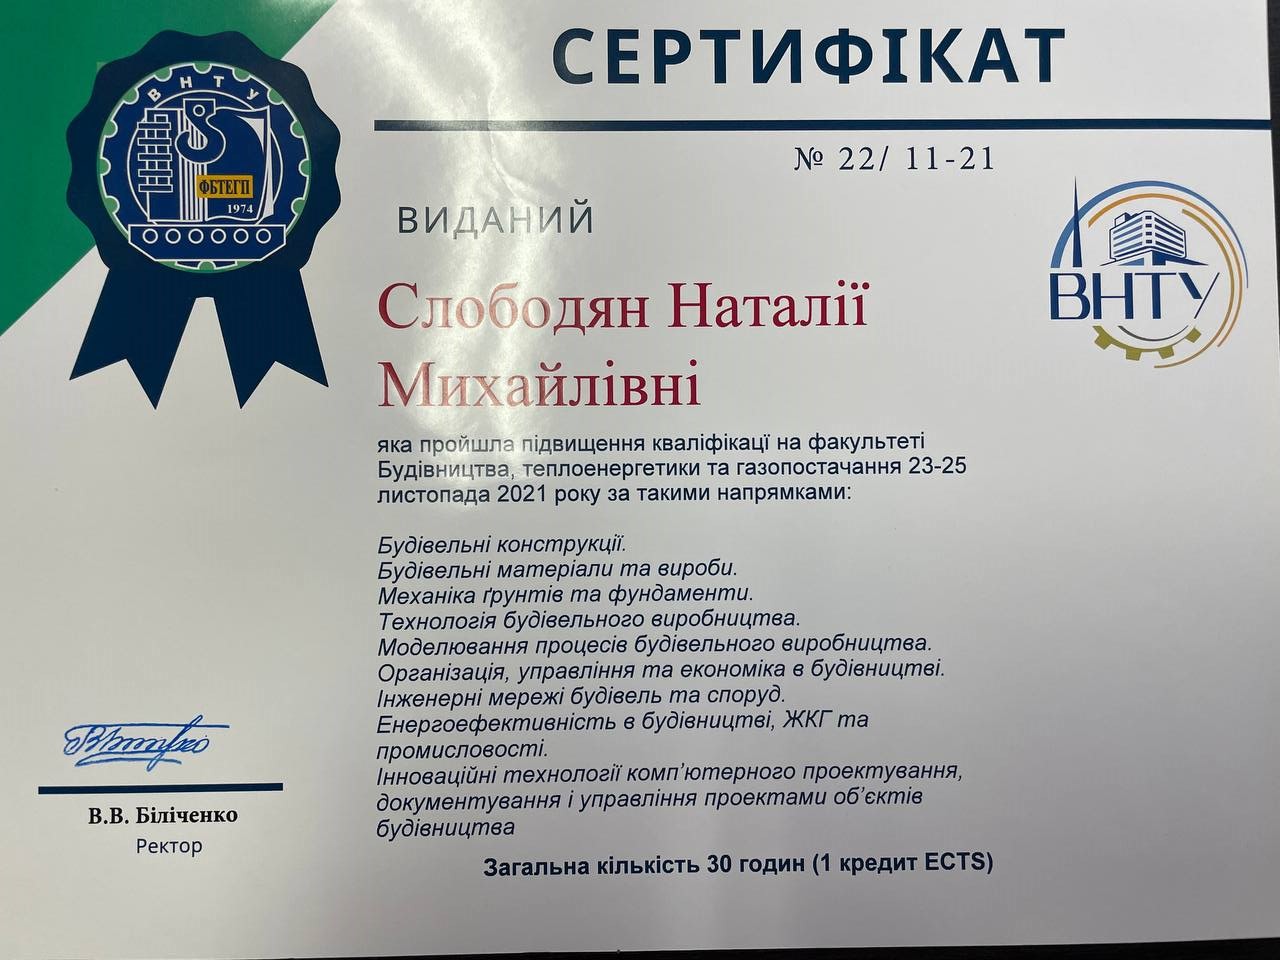 СЕРТИФІКАТ
№ 22/ 11-21
ВНТУ
ФБТЕГП
1974
ВИДАНИЙ
ВНТУ
Слободян Наталії
Михайлівні
яка пройшла підвищення кваліфікації на факультеті
Будівництва, теплоенергетики та газопостачання 23-25
листопада 2021 року за такими напрямками:
Будівельні конструкції.
Будівельні матеріали та вироби.
Механіка ґрунтів та фундаменти.
Технологія будівельного виробництва.
Моделювання процесів будівельного виробництва.
Організація, управління та економіка в будівництві.
Інженерні мережі будівель та споруд.
Енергоефективність в будівництві, ЖКГ та
промисловості.
Інноваційні технології комп’ютерного проектування,
документування і управління проектами об’єктів
будівництва
В.В. Біліченко
Ректор
Загальна кількість 30 годин (1 кредит ECTS)